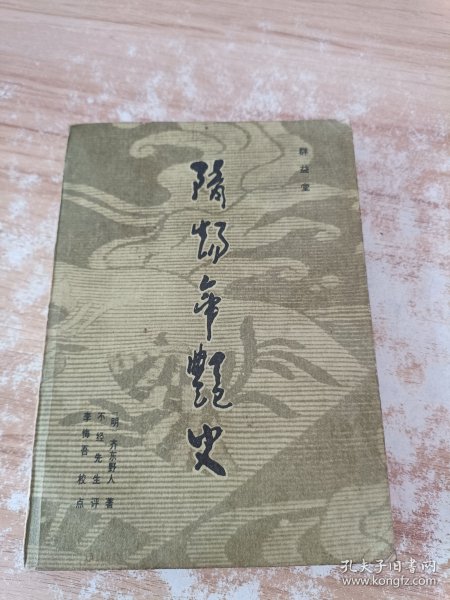 群益堂
隋炀帝艳史
〔明〕齐东野人 著
不经先生 评
李梅吾 校点
孔夫子旧书网
www.kongfz.com